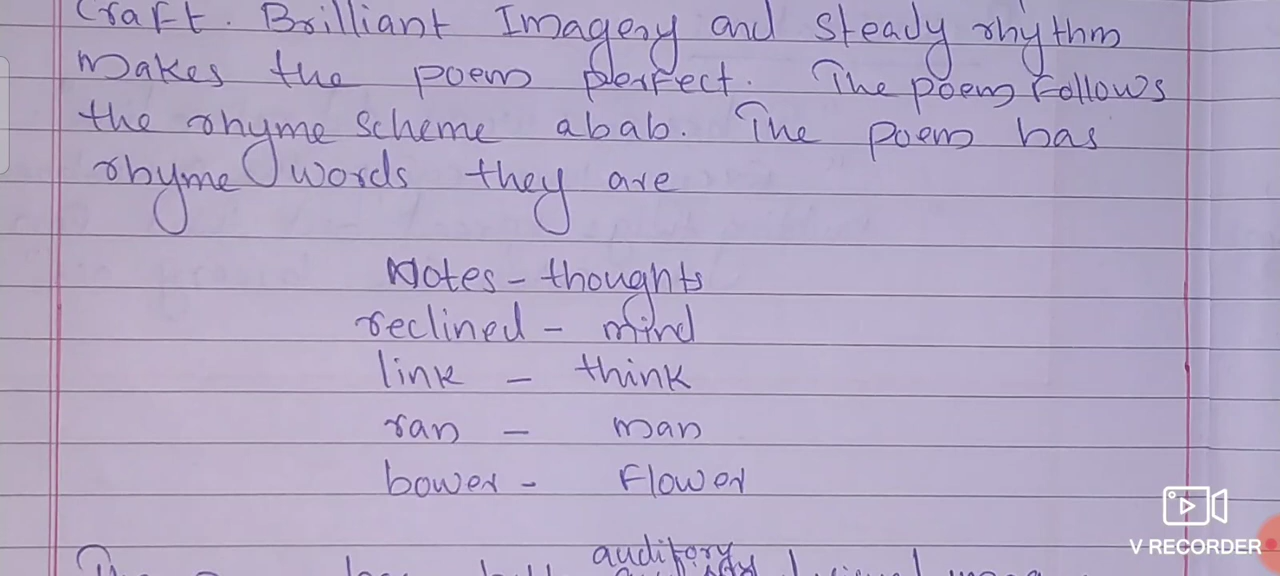 Craft. Brilliant Imagery and steady rhythm
makes the poem perfect. The poem follows
the rhyme scheme abab. The poem has
rhyme words they are
Notes - thoughts
reclined - mind
link - think
ran - man
bower - Flower
auditory
V RECORDER